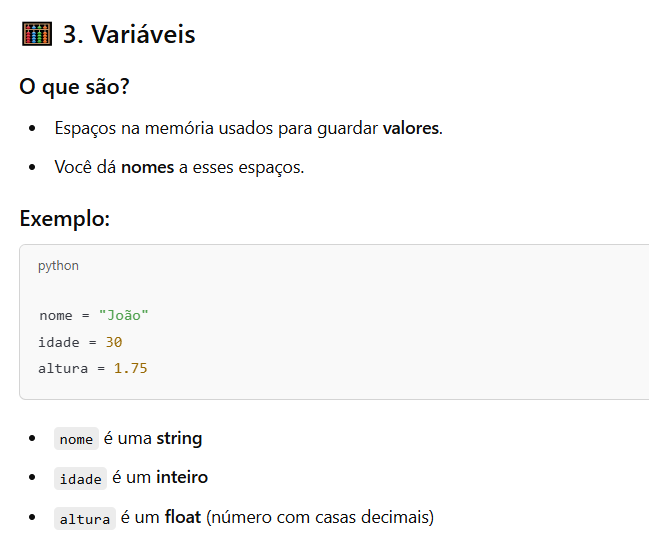 🧮 3. Variáveis
O que são?
• Espaços na memória usados para guardar valores.
• Você dá nomes a esses espaços.
Exemplo:
python
nome = "João"
idade = 30
altura = 1.75
• nome é uma string
• idade é um inteiro
• altura é um float (número com casas decimais)